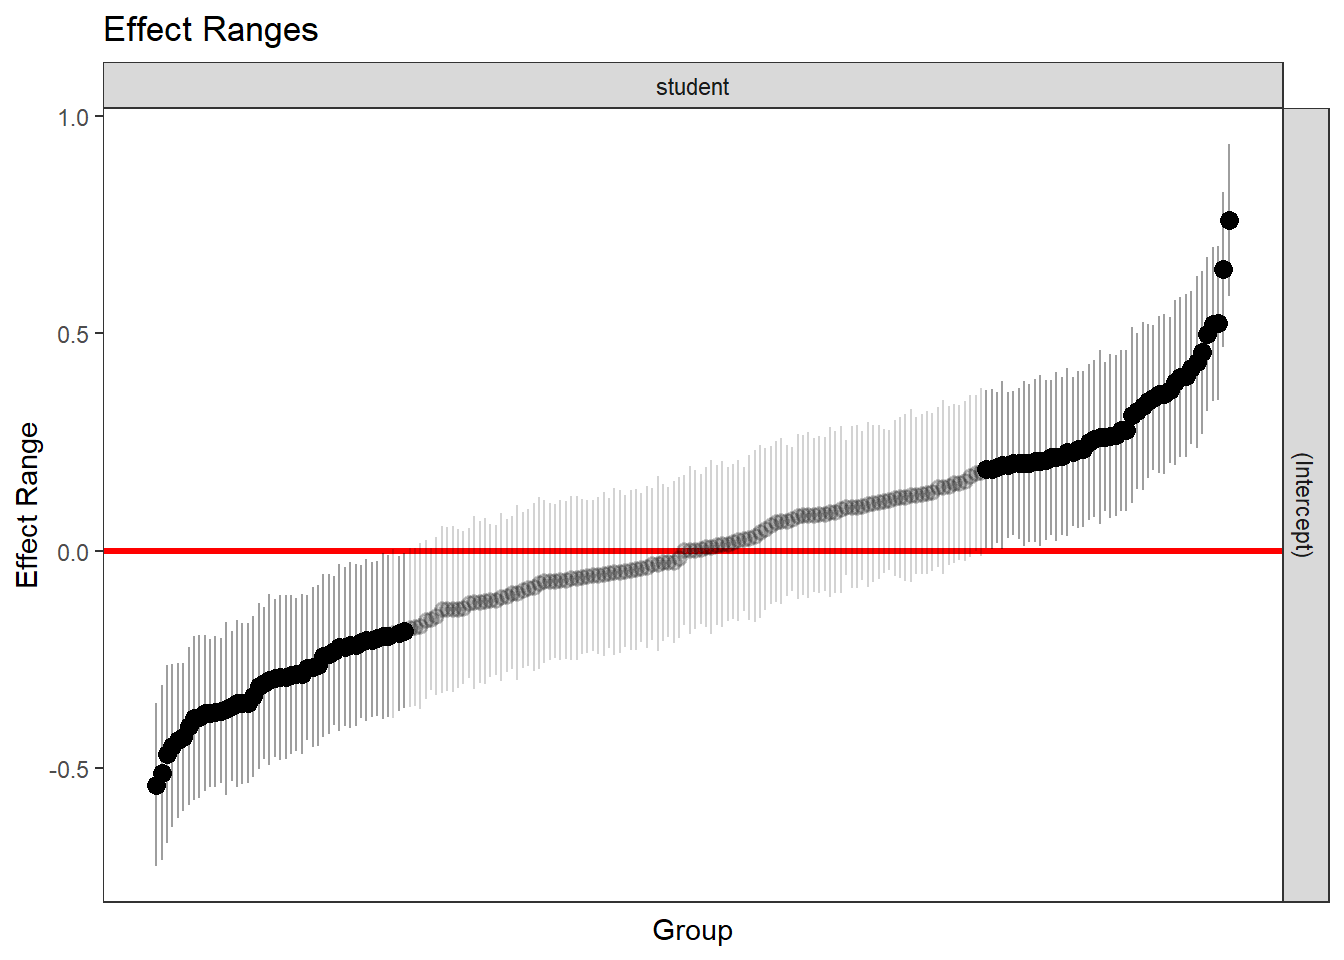 Effect Ranges
student
1.0
0.5
0.0
-0.5
Effect Range
(Intercept)
Group